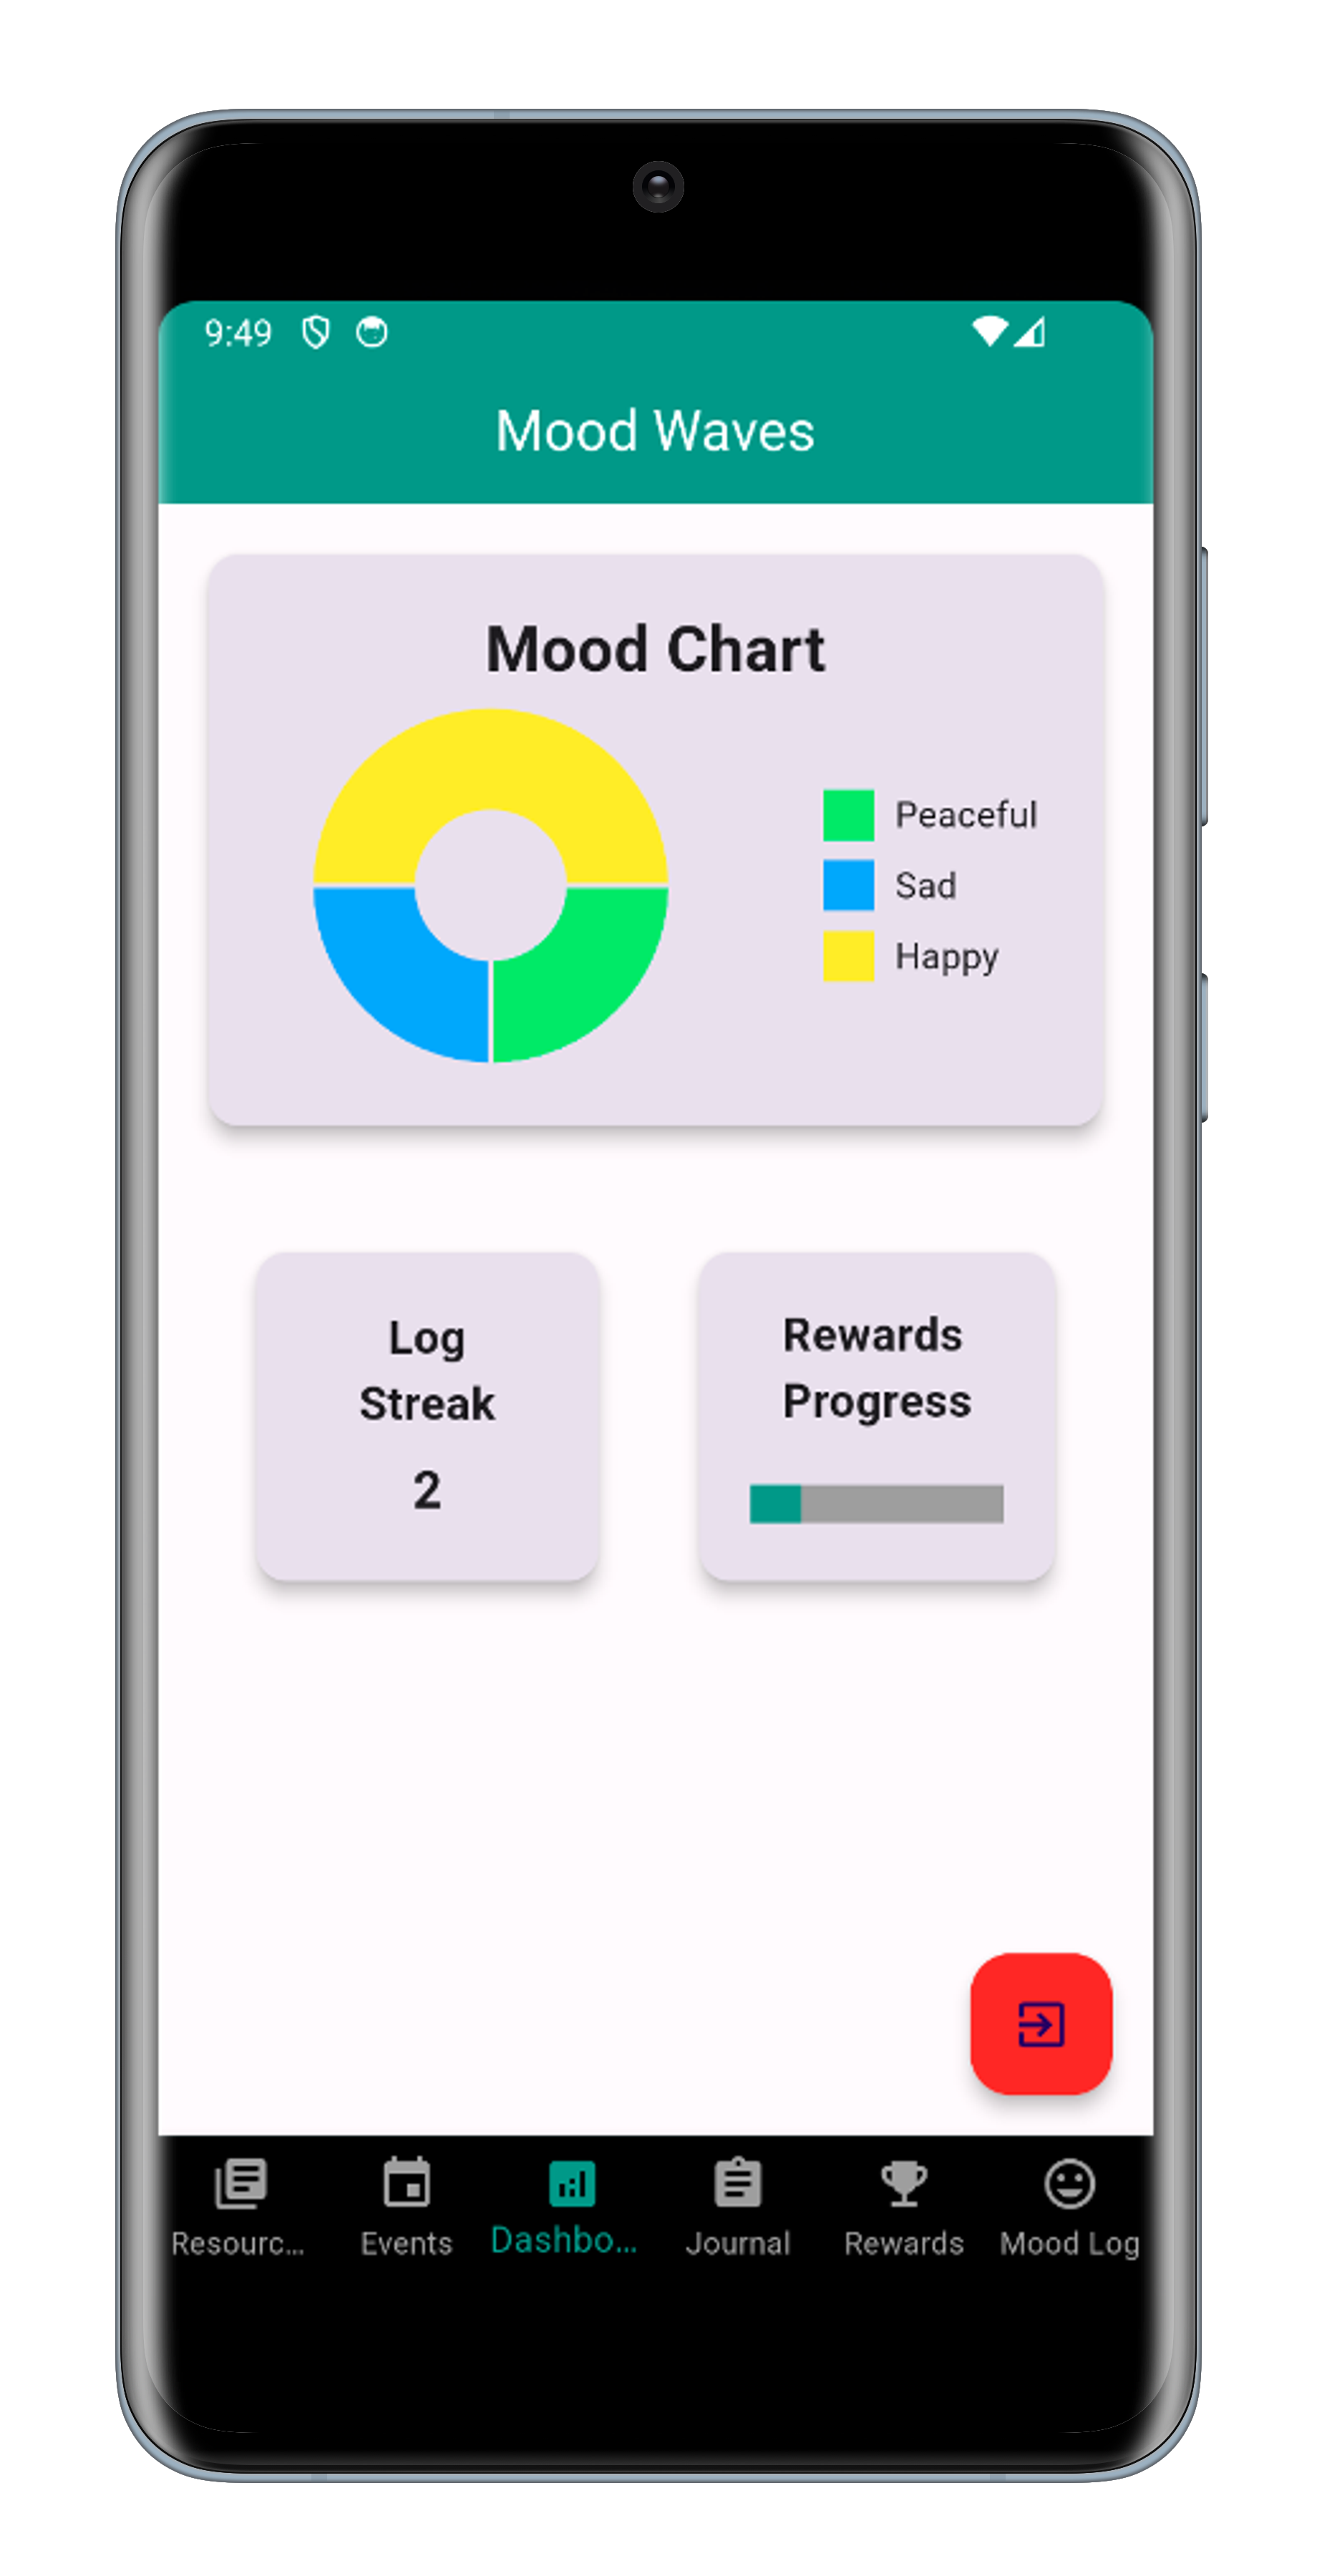 9:49
Mood Waves
Mood Chart
Peaceful
Sad
Happy
Log
Streak
2
Rewards
Progress
Resourc...
Events
Dashbo...
Journal
Rewards
Mood Log